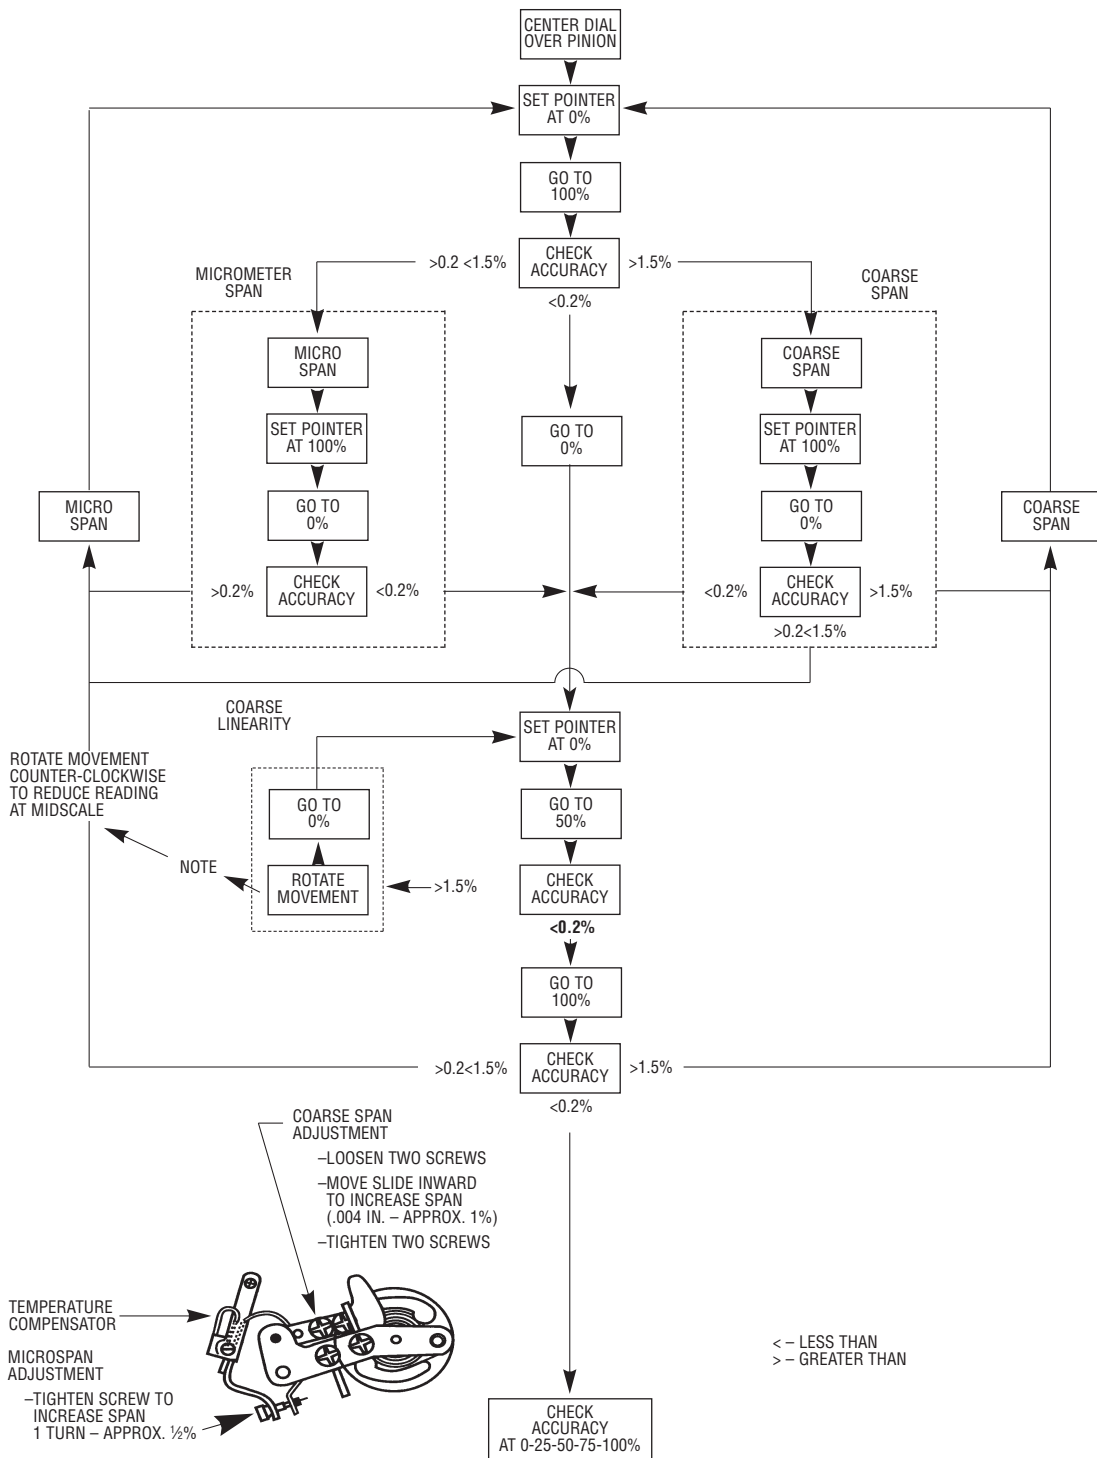 CENTER DIAL
OVER PINION
SET POINTER
AT 0%
GO TO
100%
CHECK
ACCURACY
>0.2 <1.5%
>1.5%
<0.2%
MICROMETER
SPAN
COARSE
SPAN
MICRO
SPAN
SET POINTER
AT 100%
GO TO
0%
CHECK
ACCURACY
>0.2%
<0.2%
GO TO
0%
COARSE
SPAN
SET POINTER
AT 100%
GO TO
0%
CHECK
ACCURACY
<0.2%
>1.5%
>0.2<1.5%
MICRO
SPAN
COARSE
SPAN
COARSE
LINEARITY
SET POINTER
AT 0%
ROTATE MOVEMENT
COUNTER-CLOCKWISE
TO REDUCE READING
AT MIDSCALE
GO TO
0%
NOTE
ROTATE
MOVEMENT
>1.5%
GO TO
50%
CHECK
ACCURACY
<0.2%
GO TO
100%
CHECK
ACCURACY
>0.2<1.5%
>1.5%
<0.2%
COARSE SPAN
ADJUSTMENT
–LOOSEN TWO SCREWS
–MOVE SLIDE INWARD
TO INCREASE SPAN
(.004 IN. – APPROX. 1%)
–TIGHTEN TWO SCREWS
TEMPERATURE
COMPENSATOR
MICROSPAN
ADJUSTMENT
–TIGHTEN SCREW TO
INCREASE SPAN
1 TURN – APPROX. ½%
< – LESS THAN
> – GREATER THAN
CHECK
ACCURACY
AT 0-25-50-75-100%